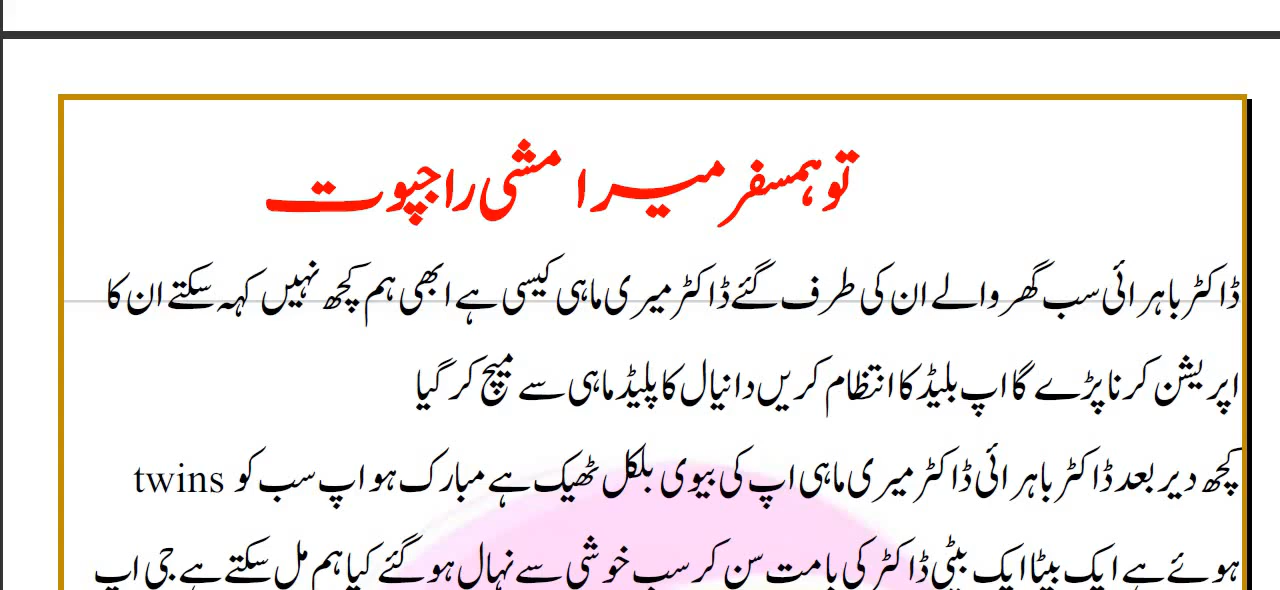 تو ہمسفر میرا مشی راجپوت
ڈاکٹر باہر ائی سب گھر والے ان کی طرف گئے ڈاکٹر میری ماہی کیسی ہے ابھی ہم کچھ نہیں کہہ سکتے ان کا
اپریشن کرنا پڑے گا اپ بلیڈ کا انتظام کریں دانیال کا پلیڈ ماہی سے میچ کر گیا
کچھ دیر بعد ڈاکٹر باہر ائی ڈاکٹر میری ماہی اپ کی بیوی بلکل ٹھیک ہے مبارک ہو اپ سب کو twins
ہوئے ہے ایک بیٹا ایک بیٹی ڈاکٹر کی بامت سن کر سب خوشی سے نہال ہو گئے کیا ہم مل سکتے ہے جی اپ